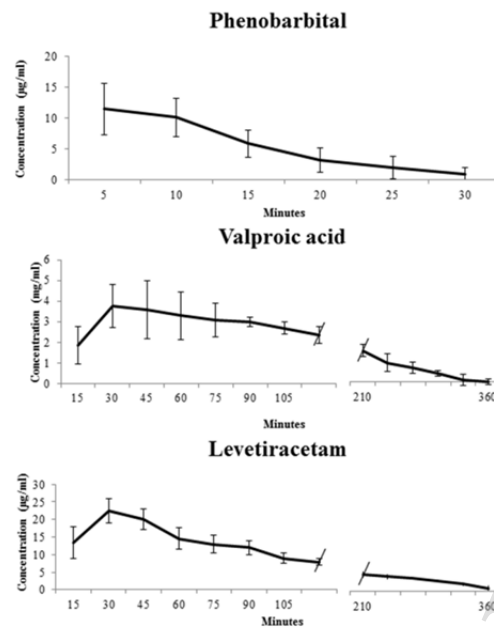 Phenobarbital
Concentration (µg/ml)
20
15
10
5
0
5 10 15 20 25 30
Minutes
Valproic acid
Concentration (mg/ml)
6
5
4
3
2
1
0
15 30 45 60 75 90 105 210 360
Minutes
Levetiracetam
Concentration (µg/ml)
30
25
20
15
10
5
0
15 30 45 60 75 90 105 210 360
Minutes